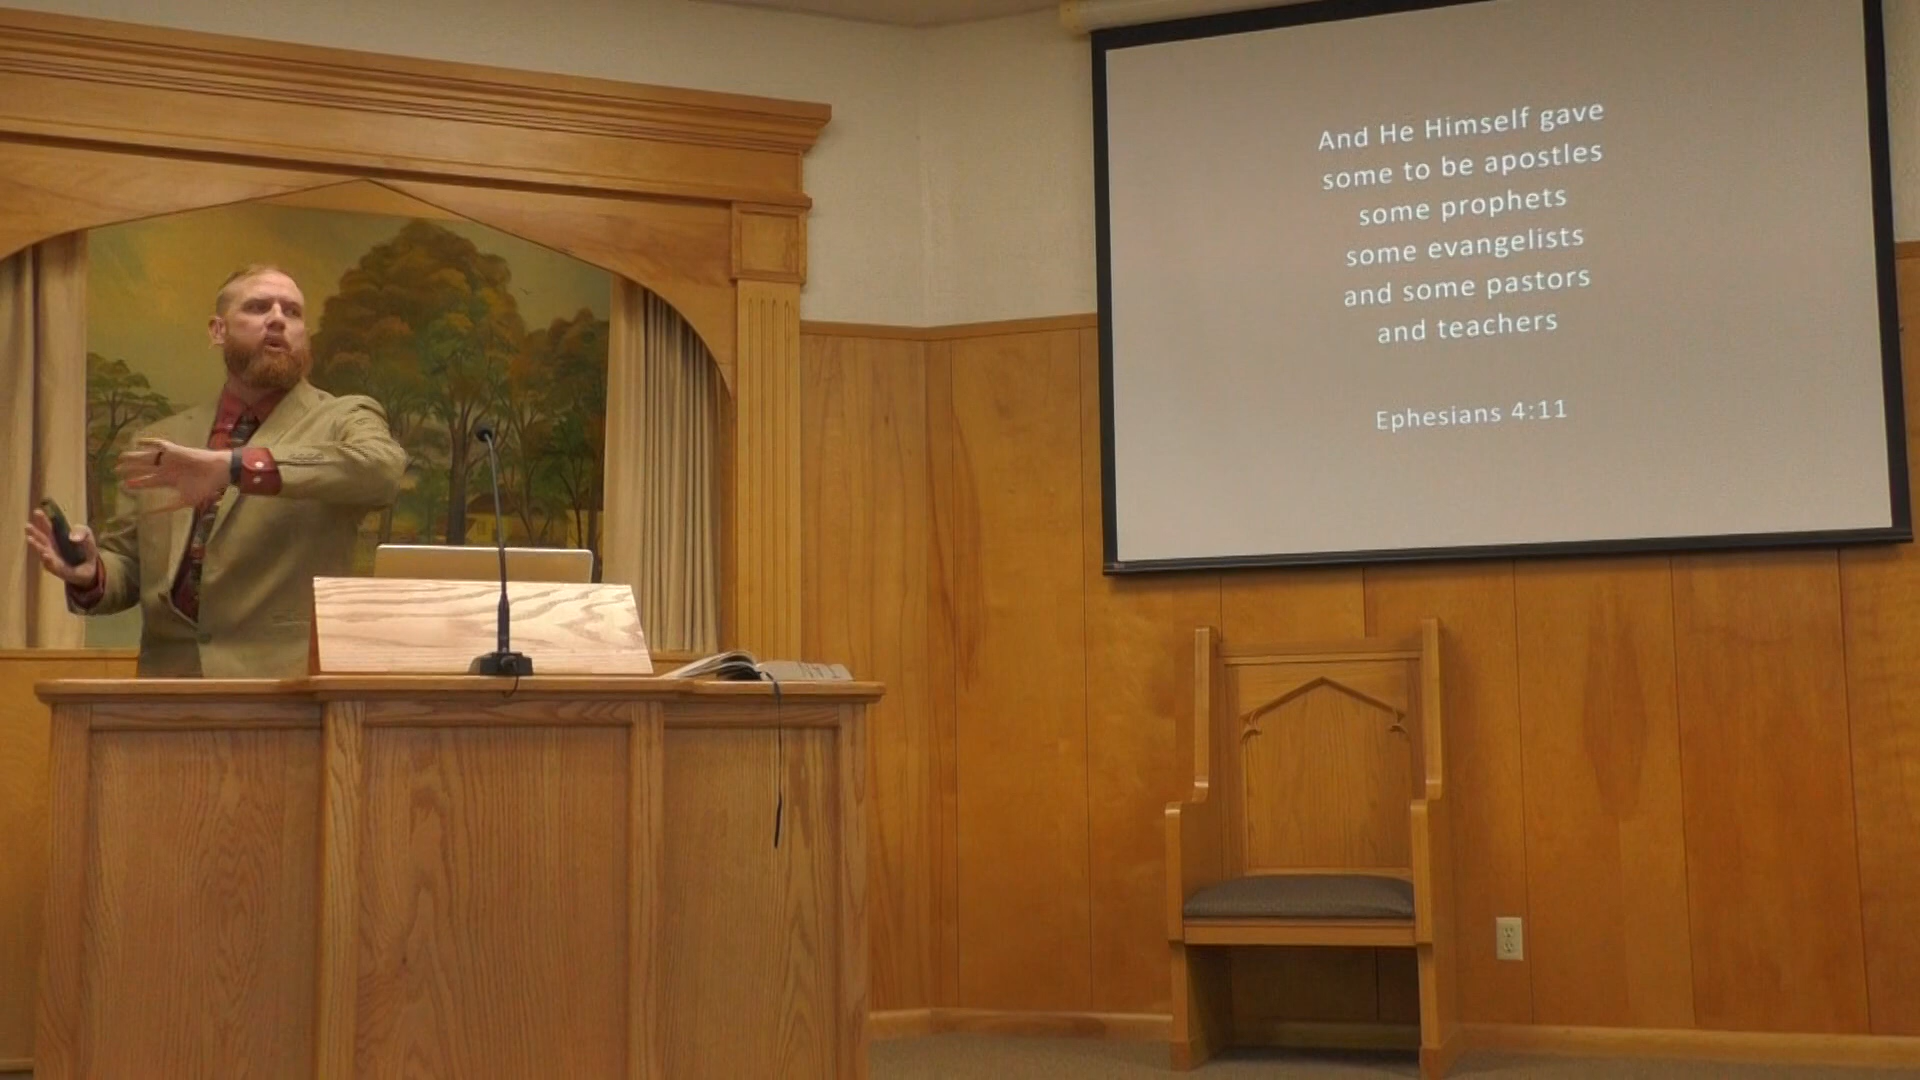 And He Himself gave
some to be apostles
some prophets
some evangelists
and some pastors
and teachers
Ephesians 4:11